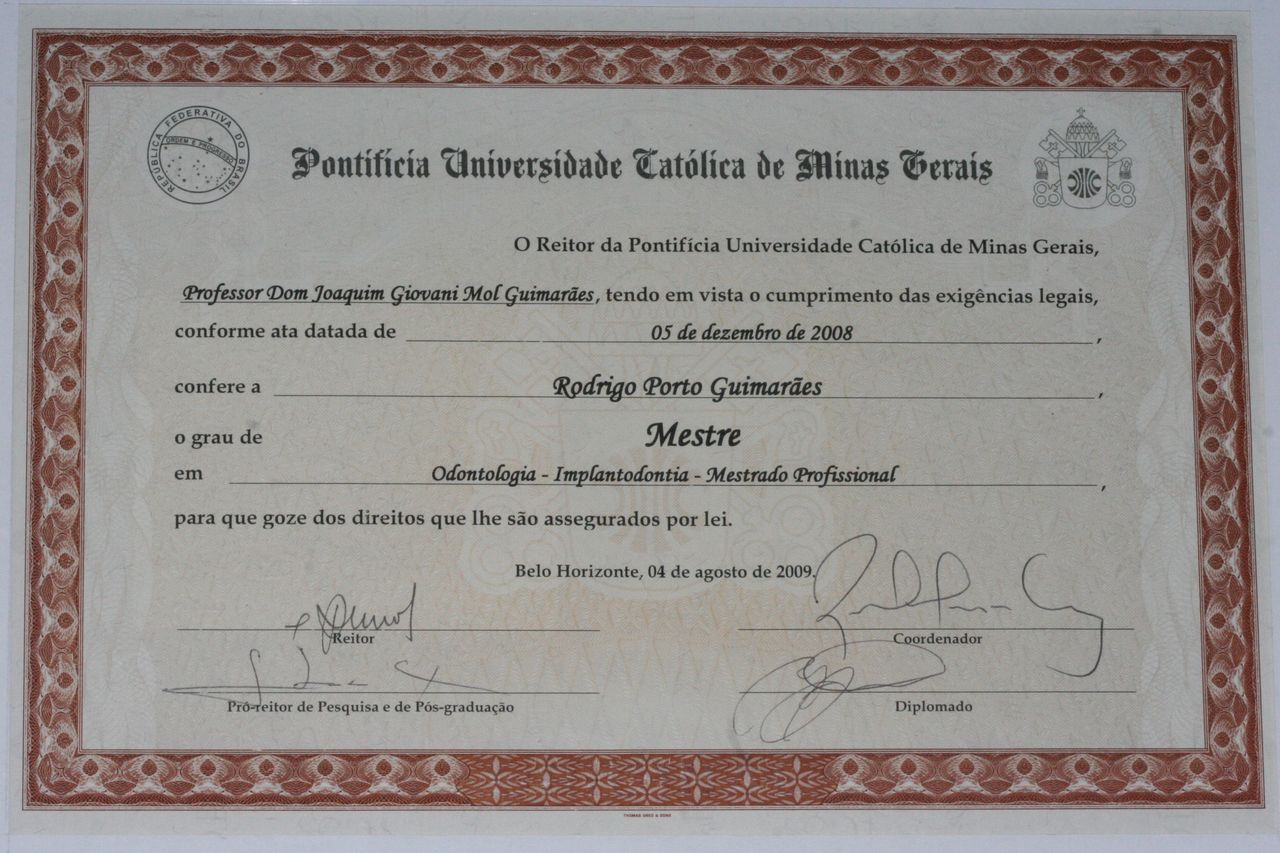 REPÚBLICA FEDERATIVA DO BRASIL
ORDEM E PROGRESSO
Pontifícia Universidade Católica de Minas Gerais
O Reitor da Pontifícia Universidade Católica de Minas Gerais,
Professor Dom Joaquim Giovani Mol Guimarães, tendo em vista o cumprimento das exigências legais,
conforme ata datada de 05 de dezembro de 2008,
confere a Rodrigo Porto Guimarães,
o grau de Mestre
em Odontologia - Implantodontia - Mestrado Profissional,
para que goze dos direitos que lhe são assegurados por lei.
Belo Horizonte, 04 de agosto de 2009.
Reitor
Coordenador
Pró-reitor de Pesquisa e de Pós-graduação
Diplomado
THOMAS GREG & SONS